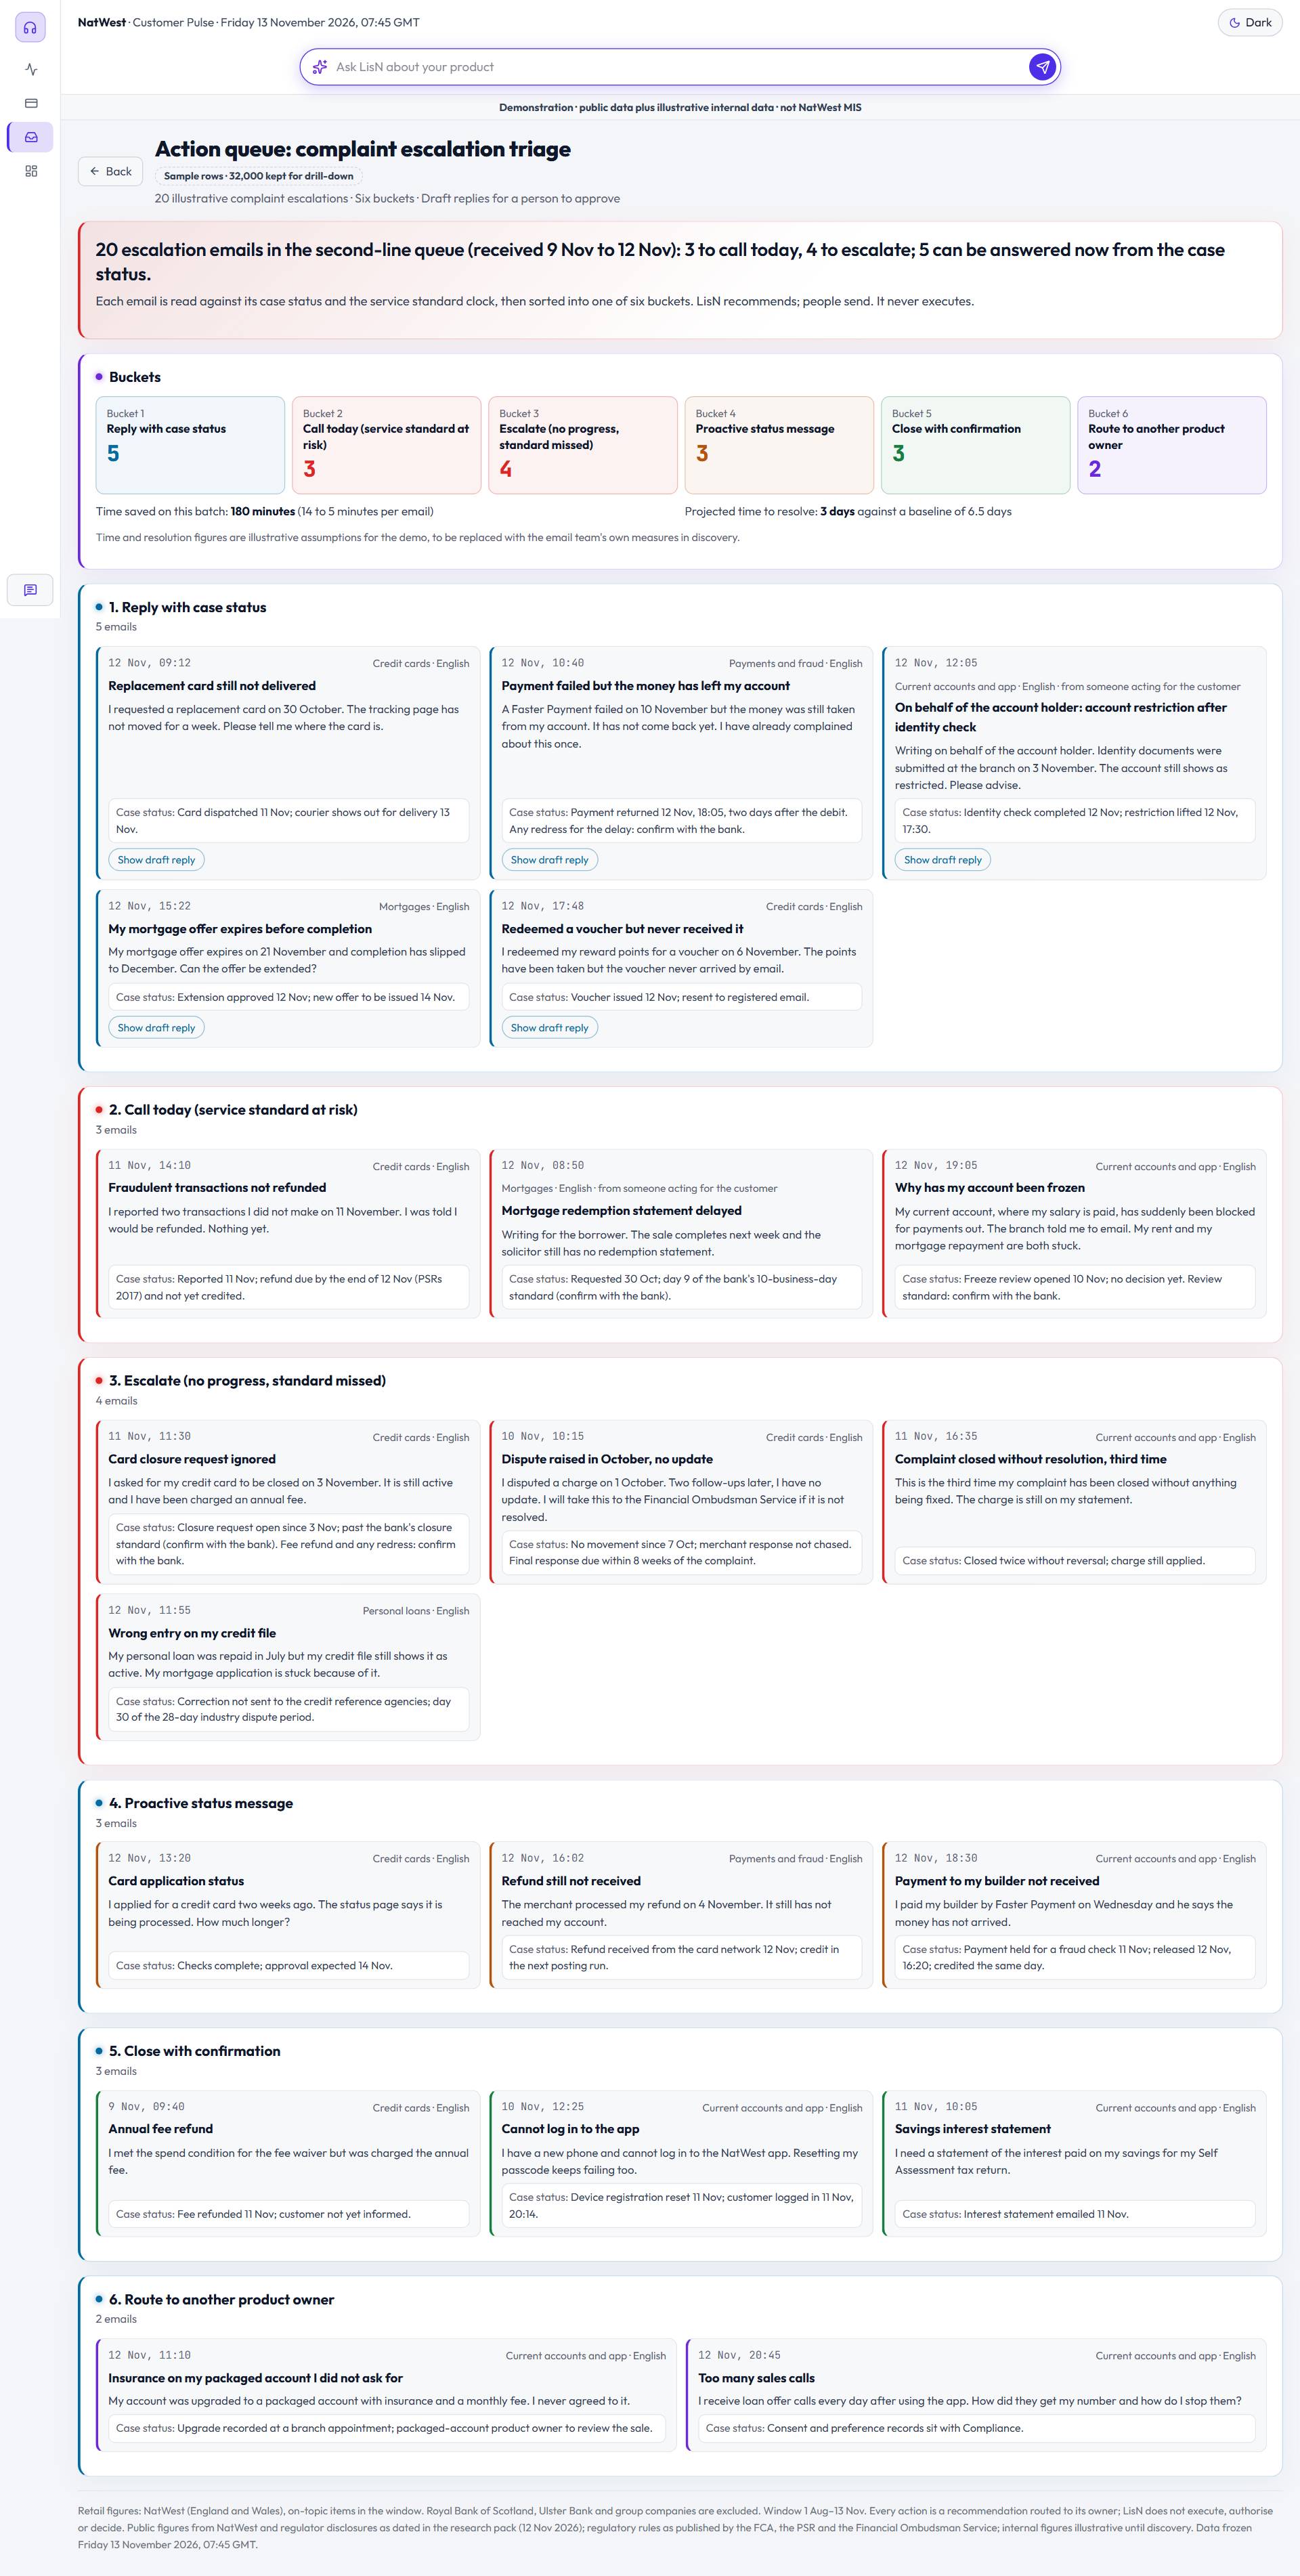 NatWest · Customer Pulse · Friday 13 November 2026, 07:45 GMT
Dark
Ask LisN about your product
Demonstration · public data plus illustrative internal data · not NatWest MIS
Back
Action queue: complaint escalation triage
Sample rows · 32,000 kept for drill-down
20 illustrative complaint escalations · Six buckets · Draft replies for a person to approve
20 escalation emails in the second-line queue (received 9 Nov to 12 Nov): 3 to call today, 4 to escalate; 5 can be answered now from the case
status.
Each email is read against its case status and the service standard clock, then sorted into one of six buckets. LisN recommends; people send. It never executes.
Buckets
Bucket 1
Reply with case status
5
Bucket 2
Call today (service standard at
risk)
3
Bucket 3
Escalate (no progress,
standard missed)
4
Bucket 4
Proactive status message
3
Bucket 5
Close with confirmation
3
Bucket 6
Route to another product
owner
2
Time saved on this batch: 180 minutes (14 to 5 minutes per email)
Projected time to resolve: 3 days against a baseline of 6.5 days
Time and resolution figures are illustrative assumptions for the demo, to be replaced with the email team's own measures in discovery.
1. Reply with case status
5 emails
12 Nov, 09:12
Credit cards · English
Replacement card still not delivered
I requested a replacement card on 30 October. The tracking page has
not moved for a week. Please tell me where the card is.
Case status: Card dispatched 11 Nov; courier shows out for delivery 13
Nov.
Show draft reply
12 Nov, 10:40
Payments and fraud · English
Payment failed but the money has left my account
A Faster Payment failed on 10 November but the money was still taken
from my account. It has not come back yet. I have already complained
about this once.
Case status: Payment returned 12 Nov, 18:05, two days after the debit.
Any redress for the delay: confirm with the bank.
Show draft reply
12 Nov, 12:05
Current accounts and app · English · from someone acting for the customer
On behalf of the account holder: account restriction after
identity check
Writing on behalf of the account holder. Identity documents were
submitted at the branch on 3 November. The account still shows as
restricted. Please advise.
Case status: Identity check completed 12 Nov; restriction lifted 12 Nov,
17:30.
Show draft reply
12 Nov, 15:22
Mortgages · English
My mortgage offer expires before completion
My mortgage offer expires on 21 November and completion has slipped
to December. Can the offer be extended?
Case status: Extension approved 12 Nov; new offer to be issued 14 Nov.
Show draft reply
12 Nov, 17:48
Credit cards · English
Redeemed a voucher but never received it
I redeemed my reward points for a voucher on 6 November. The points
have been taken but the voucher never arrived by email.
Case status: Voucher issued 12 Nov; resent to registered email.
Show draft reply
2. Call today (service standard at risk)
3 emails
11 Nov, 14:10
Credit cards · English
Fraudulent transactions not refunded
I reported two transactions I did not make on 11 November. I was told I
would be refunded. Nothing yet.
Case status: Reported 11 Nov; refund due by the end of 12 Nov (PSRs
2017) and not yet credited.
12 Nov, 08:50
Mortgages · English · from someone acting for the customer
Mortgage redemption statement delayed
Writing for the borrower. The sale completes next week and the
solicitor still has no redemption statement.
Case status: Requested 30 Oct; day 9 of the bank's 10-business-day
standard (confirm with the bank).
12 Nov, 19:05
Current accounts and app · English
Why has my account been frozen
My current account, where my salary is paid, has suddenly been blocked
for payments out. The branch told me to email. My rent and my
mortgage repayment are both stuck.
Case status: Freeze review opened 10 Nov; no decision yet. Review
standard: confirm with the bank.
3. Escalate (no progress, standard missed)
4 emails
11 Nov, 11:30
Credit cards · English
Card closure request ignored
I asked for my credit card to be closed on 3 November. It is still active
and I have been charged an annual fee.
Case status: Closure request open since 3 Nov; past the bank's closure
standard (confirm with the bank). Fee refund and any redress: confirm
with the bank.
10 Nov, 10:15
Credit cards · English
Dispute raised in October, no update
I disputed a charge on 1 October. Two follow-ups later, I have no
update. I will take this to the Financial Ombudsman Service if it is not
resolved.
Case status: No movement since 7 Oct; merchant response not chased.
Final response due within 8 weeks of the complaint.
11 Nov, 16:35
Current accounts and app · English
Complaint closed without resolution, third time
This is the third time my complaint has been closed without anything
being fixed. The charge is still on my statement.
Case status: Closed twice without reversal; charge still applied.
12 Nov, 11:55
Personal loans · English
Wrong entry on my credit file
My personal loan was repaid in July but my credit file still shows it as
active. My mortgage application is stuck because of it.
Case status: Correction not sent to the credit reference agencies; day
30 of the 28-day industry dispute period.
4. Proactive status message
3 emails
12 Nov, 13:20
Credit cards · English
Card application status
I applied for a credit card two weeks ago. The status page says it is
being processed. How much longer?
Case status: Checks complete; approval expected 14 Nov.
12 Nov, 16:02
Payments and fraud · English
Refund still not received
The merchant processed my refund on 4 November. It still has not
reached my account.
Case status: Refund received from the card network 12 Nov; credit in
the next posting run.
12 Nov, 18:30
Current accounts and app · English
Payment to my builder not received
I paid my builder by Faster Payment on Wednesday and he says the
money has not arrived.
Case status: Payment held for a fraud check 11 Nov; released 12 Nov,
16:20; credited the same day.
5. Close with confirmation
3 emails
9 Nov, 09:40
Credit cards · English
Annual fee refund
I met the spend condition for the fee waiver but was charged the annual
fee.
Case status: Fee refunded 11 Nov; customer not yet informed.
10 Nov, 12:25
Current accounts and app · English
Cannot log in to the app
I have a new phone and cannot log in to the NatWest app. Resetting my
passcode keeps failing too.
Case status: Device registration reset 11 Nov; customer logged in 11 Nov,
20:14.
11 Nov, 10:05
Current accounts and app · English
Savings interest statement
I need a statement of the interest paid on my savings for my Self
Assessment tax return.
Case status: Interest statement emailed 11 Nov.
6. Route to another product owner
2 emails
12 Nov, 11:10
Current accounts and app · English
Insurance on my packaged account I did not ask for
My account was upgraded to a packaged account with insurance and a monthly fee. I never agreed to it.
Case status: Upgrade recorded at a branch appointment; packaged-account product owner to review the sale.
12 Nov, 20:45
Current accounts and app · English
Too many sales calls
I receive loan offer calls every day after using the app. How did they get my number and how do I stop them?
Case status: Consent and preference records sit with Compliance.
Retail figures: NatWest (England and Wales), on-topic items in the window. Royal Bank of Scotland, Ulster Bank and group companies are excluded. Window 1 Aug–13 Nov. Every action is a recommendation routed to its owner; LisN does not execute, authorise
or decide. Public figures from NatWest and regulator disclosures as dated in the research pack (12 Nov 2026); regulatory rules as published by the FCA, the PSR and the Financial Ombudsman Service; internal figures illustrative until discovery. Data frozen
Friday 13 November 2026, 07:45 GMT.